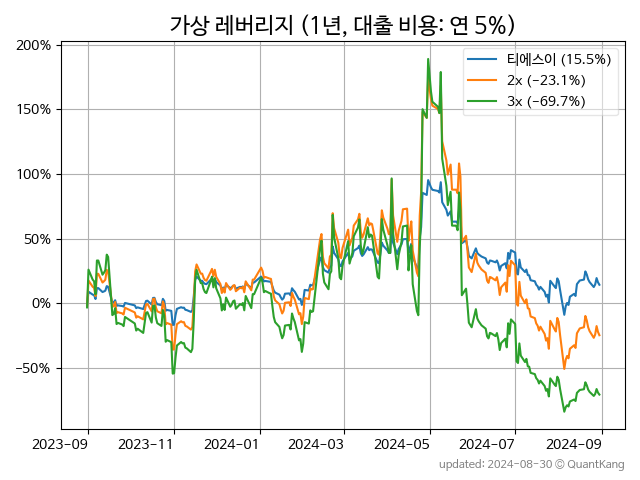 가상 레버리지 (1년, 대출 비용: 연 5%)
티에스이 (15.5%)
2x (−23.1%)
3x (−69.7%)
200%
150%
100%
50%
0%
−50%
2023-09
2023-11
2024-01
2024-03
2024-05
2024-07
2024-09
updated: 2024-08-30 © QuantKang